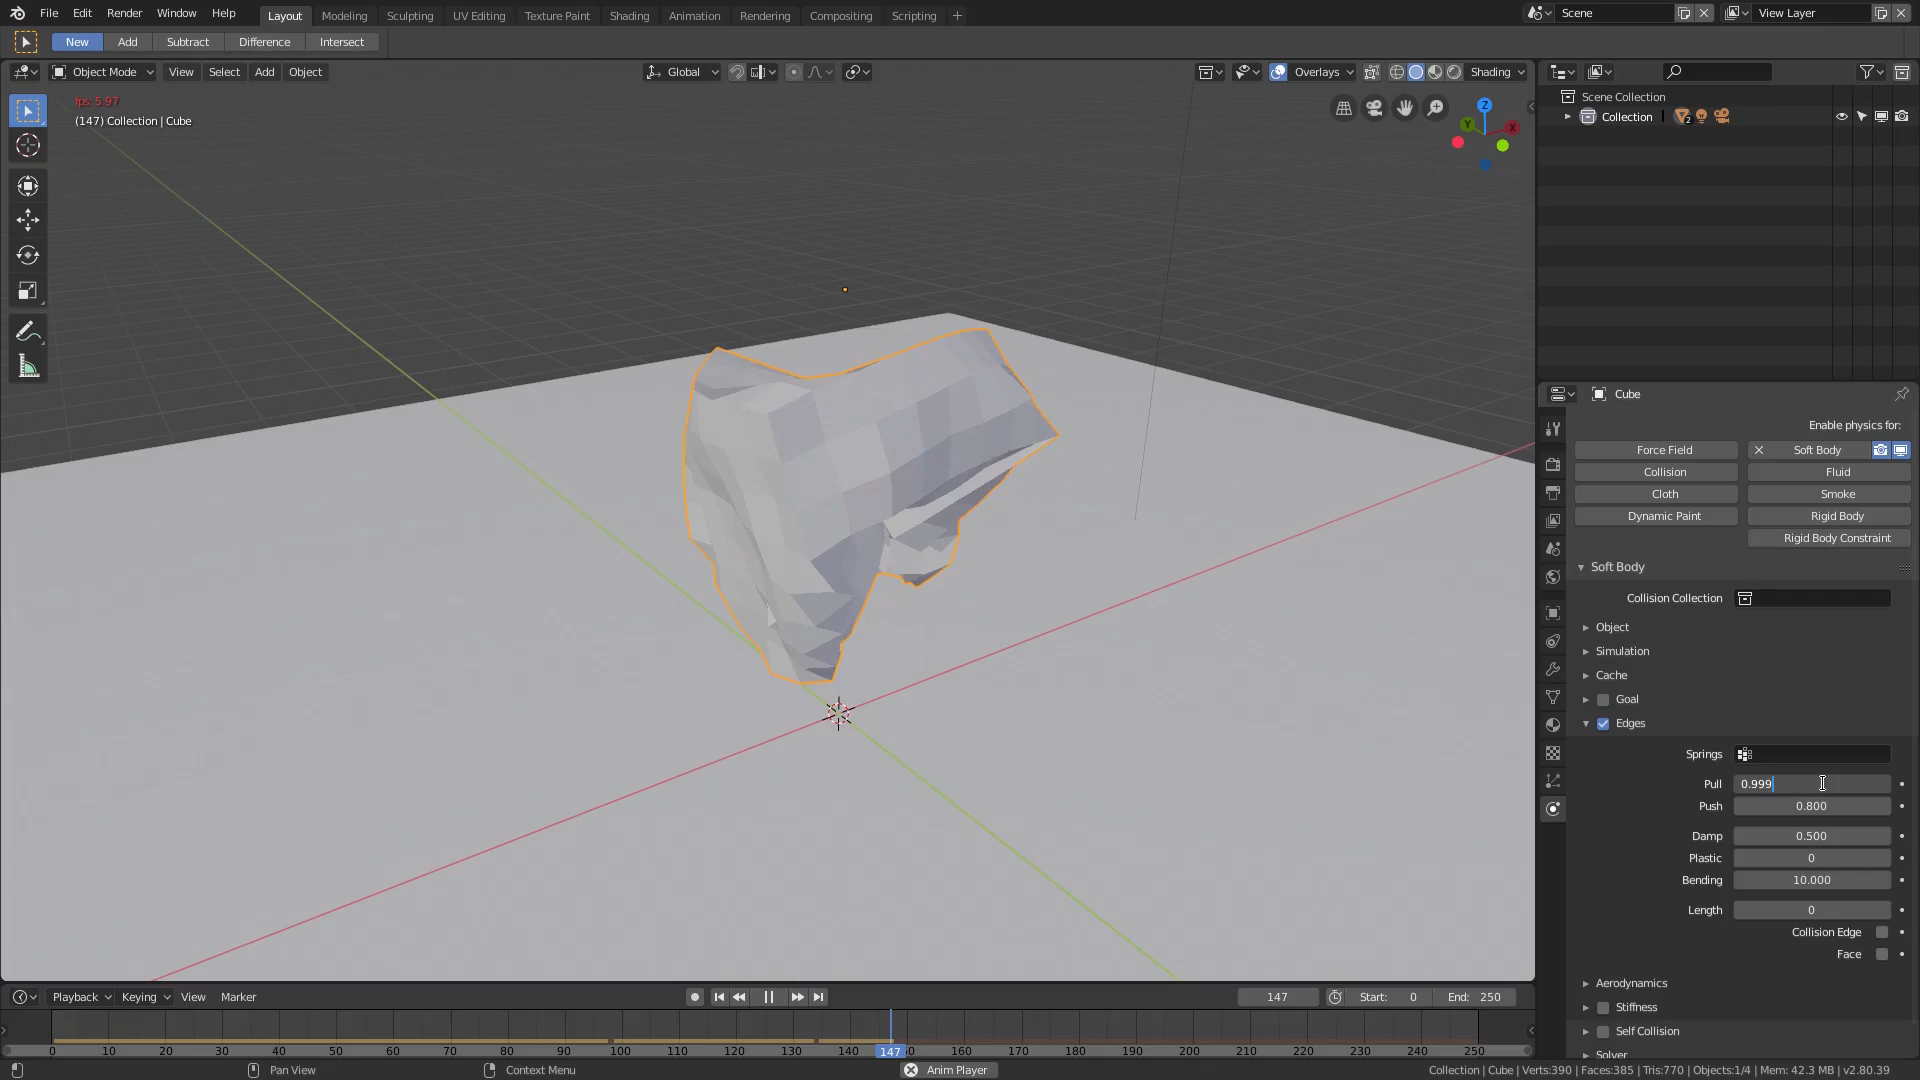 File Edit Render Window Help Layout Modeling Sculpting UV Editing Texture Paint Shading Animation Rendering Compositing Scripting + Scene View Layer
New Add Subtract Difference Intersect
Object Mode View Select Add Object Global Overlays Shading
fps: 5.97
(147) Collection | Cube
Z
Y
X
Scene Collection
Collection 2
Cube
Enable physics for:
Force Field Soft Body
Collision Fluid
Cloth Smoke
Dynamic Paint Rigid Body
Rigid Body Constraint
Soft Body
Collision Collection
Object
Simulation
Cache
Goal
Edges
Springs
Pull 0.999
Push 0.800
Damp 0.500
Plastic 0
Bending 10.000
Length 0
Collision Edge
Face
Aerodynamics
Stiffness
Self Collision
Solver
Playback Keying View Marker 147 Start: 0 End: 250
0 10 20 30 40 50 60 70 80 90 100 110 120 130 140 147 160 170 180 190 200 210 220 230 240 250
Pan View Context Menu Anim Player Collection | Cube | Verts:390 | Faces:385 | Tris:770 | Objects:1/4 | Mem: 42.3 MB | v2.80.39